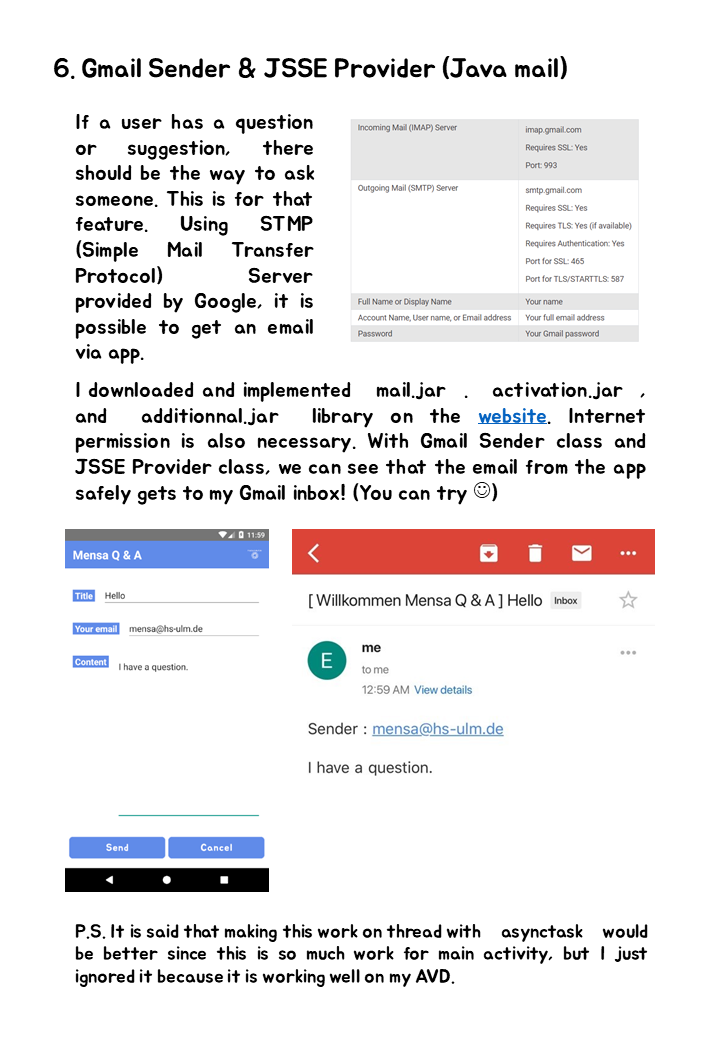 6. Gmail Sender & JSSE Provider (Java mail)
If a user has a question
or suggestion, there
should be the way to ask
someone. This is for that
feature. Using STMP
(Simple Mail Transfer
Protocol) Server
provided by Google, it is
possible to get an email
via app.
Incoming Mail (IMAP) Server
imap.gmail.com
Requires SSL: Yes
Port: 993
Outgoing Mail (SMTP) Server
smtp.gmail.com
Requires SSL: Yes
Requires TLS: Yes (if available)
Requires Authentication: Yes
Port for SSL: 465
Port for TLS/STARTTLS: 587
Full Name or Display Name Your name
Account Name, User name, or Email address Your full email address
Password Your Gmail password
I downloaded and implemented mail.jar . activation.jar ,
and additionnal.jar library on the website. Internet
permission is also necessary. With Gmail Sender class and
JSSE Provider class, we can see that the email from the app
safely gets to my Gmail inbox! (You can try ☺)
11:59
Mensa Q & A
Title Hello
Your email mensa@hs-ulm.de
Content I have a question.
Send Cancel
[ Willkommen Mensa Q & A ] Hello Inbox
E
me
to me
12:59 AM View details
Sender : mensa@hs-ulm.de
I have a question.
P.S. It is said that making this work on thread with asynctask would
be better since this is so much work for main activity, but I just
ignored it because it is working well on my AVD.